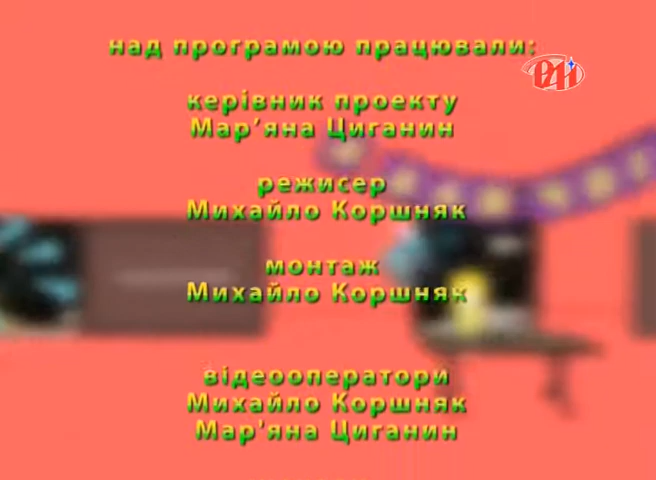 над програмою працювали:
керівник проекту
Мар’яна Циганин
режисер
Михайло Коршняк
монтаж
Михайло Коршняк
відеооператори
Михайло Коршняк
Мар'яна Циганин